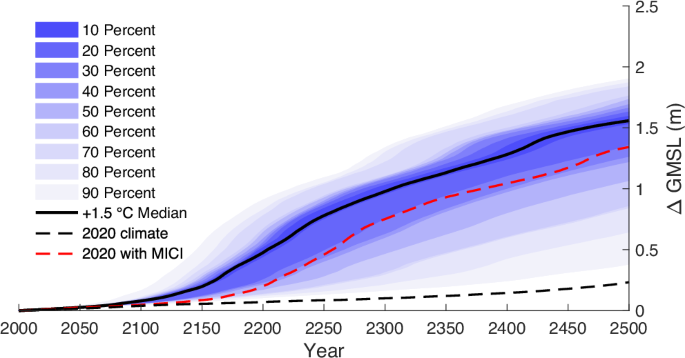 10 Percent
20 Percent
30 Percent
40 Percent
50 Percent
60 Percent
70 Percent
80 Percent
90 Percent
+1.5 °C Median
2020 climate
2020 with MICI
2.5
2
1.5
1
0.5
0
Δ GMSL (m)
2000 2050 2100 2150 2200 2250 2300 2350 2400 2450 2500
Year